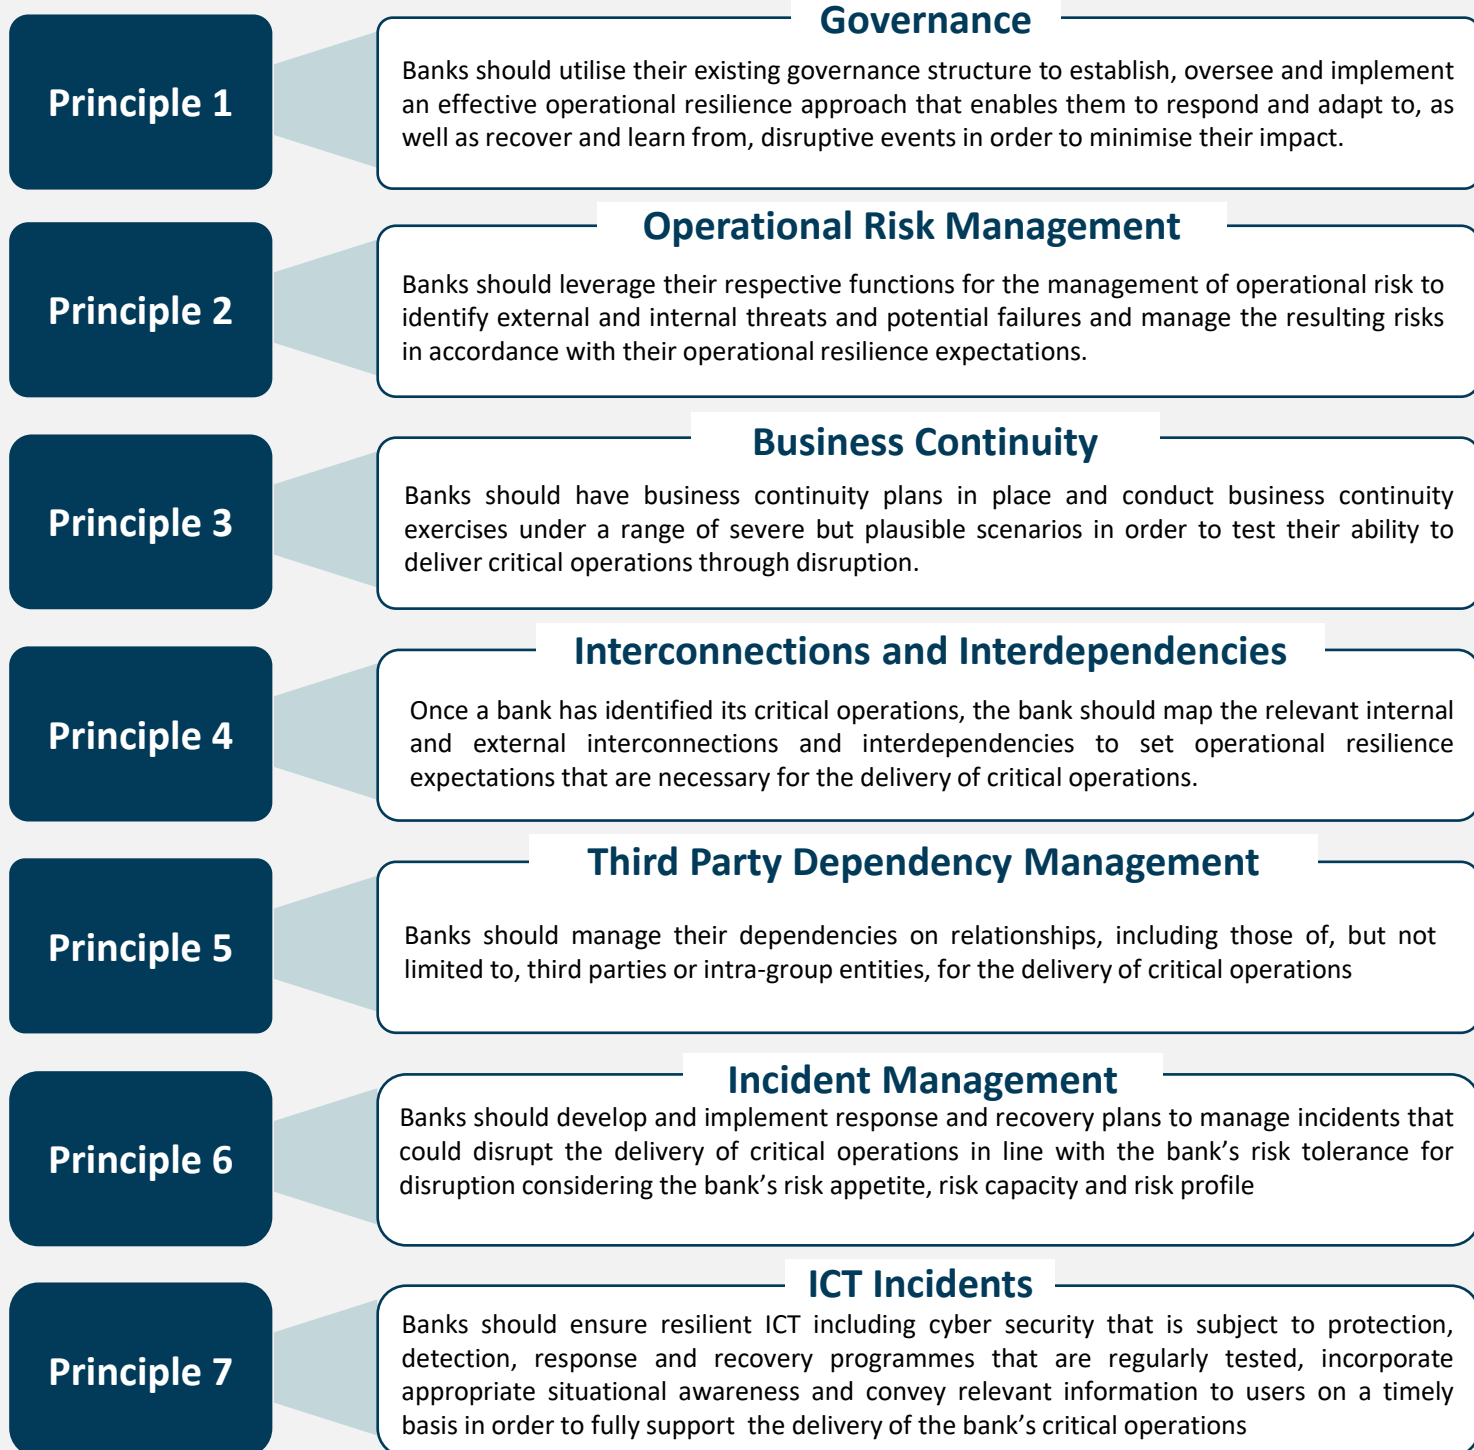 Governance
Principle 1
Banks should utilise their existing governance structure to establish, oversee and implement
an effective operational resilience approach that enables them to respond and adapt to, as
well as recover and learn from, disruptive events in order to minimise their impact.
Operational Risk Management
Principle 2
Banks should leverage their respective functions for the management of operational risk to
identify external and internal threats and potential failures and manage the resulting risks
in accordance with their operational resilience expectations.
Business Continuity
Principle 3
Banks should have business continuity plans in place and conduct business continuity
exercises under a range of severe but plausible scenarios in order to test their ability to
deliver critical operations through disruption.
Interconnections and Interdependencies
Principle 4
Once a bank has identified its critical operations, the bank should map the relevant internal
and external interconnections and interdependencies to set operational resilience
expectations that are necessary for the delivery of critical operations.
Third Party Dependency Management
Principle 5
Banks should manage their dependencies on relationships, including those of, but not
limited to, third parties or intra-group entities, for the delivery of critical operations
Incident Management
Principle 6
Banks should develop and implement response and recovery plans to manage incidents that
could disrupt the delivery of critical operations in line with the bank’s risk tolerance for
disruption considering the bank’s risk appetite, risk capacity and risk profile
ICT Incidents
Principle 7
Banks should ensure resilient ICT including cyber security that is subject to protection,
detection, response and recovery programmes that are regularly tested, incorporate
appropriate situational awareness and convey relevant information to users on a timely
basis in order to fully support the delivery of the bank’s critical operations